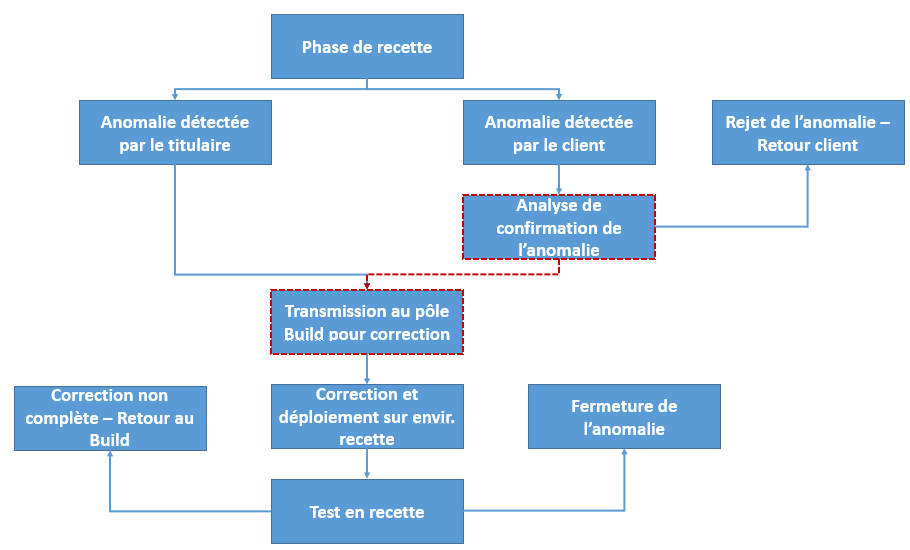 Phase de recette
Anomalie détectée
par le titulaire
Anomalie détectée
par le client
Rejet de l’anomalie –
Retour client
Analyse de
confirmation de
l’anomalie
Transmission au pôle
Build pour correction
Correction non
complète – Retour au
Build
Correction et
déploiement sur envir.
recette
Fermeture de
l’anomalie
Test en recette